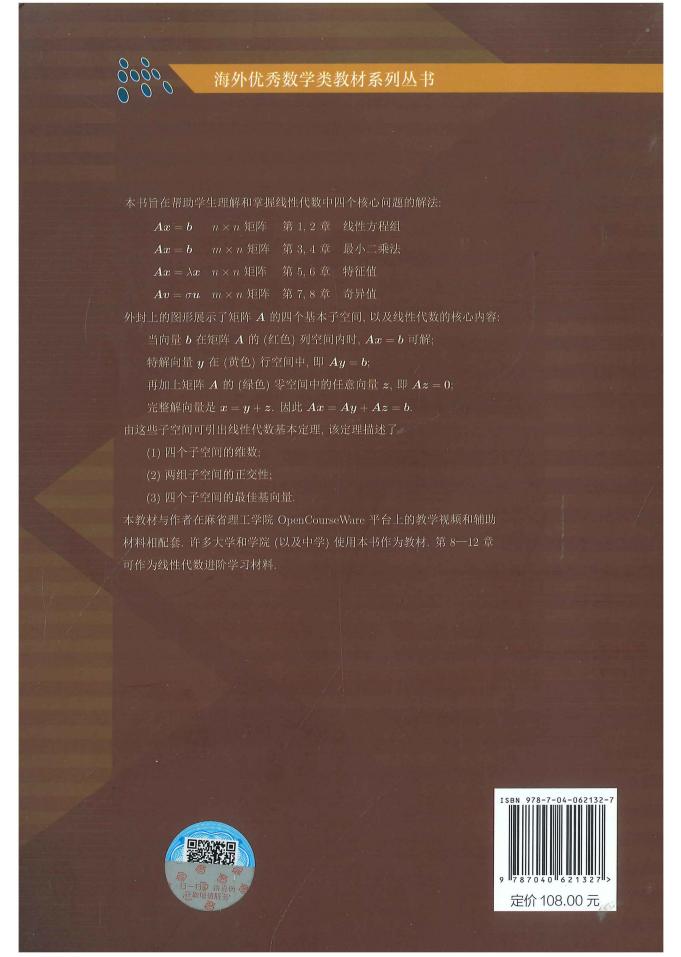 海外优秀数学类教材系列丛书
本书旨在帮助学生理解和掌握线性代数中四个核心问题的解法:
Ax = b n × n 矩阵 第 1, 2 章 线性方程组
Ax = b m × n 矩阵 第 3, 4 章 最小二乘法
Ax = λx n × n 矩阵 第 5, 6 章 特征值
Av = σu m × n 矩阵 第 7, 8 章 奇异值
外封上的图形展示了矩阵 A 的四个基本子空间, 以及线性代数的核心内容:
当向量 b 在矩阵 A 的 (红色) 列空间内时, Ax = b 可解;
特解向量 y 在 (黄色) 行空间中, 即 Ay = b;
再加上矩阵 A 的 (绿色) 零空间中的任意向量 z, 即 Az = 0;
完整解向量是 x = y + z. 因此 Ax = Ay + Az = b.
由这些子空间可引出线性代数基本定理, 该定理描述了
(1) 四个子空间的维数;
(2) 两组子空间的正交性;
(3) 四个子空间的最佳基向量.
本教材与作者在麻省理工学院 OpenCourseWare 平台上的教学视频和辅助
材料相配套. 许多大学和学院 (以及中学) 使用本书作为教材. 第 8—12 章
可作为线性代数进阶学习材料.
ISBN 978-7-04-062132-7
9 787040 621327 >
定价 108.00 元